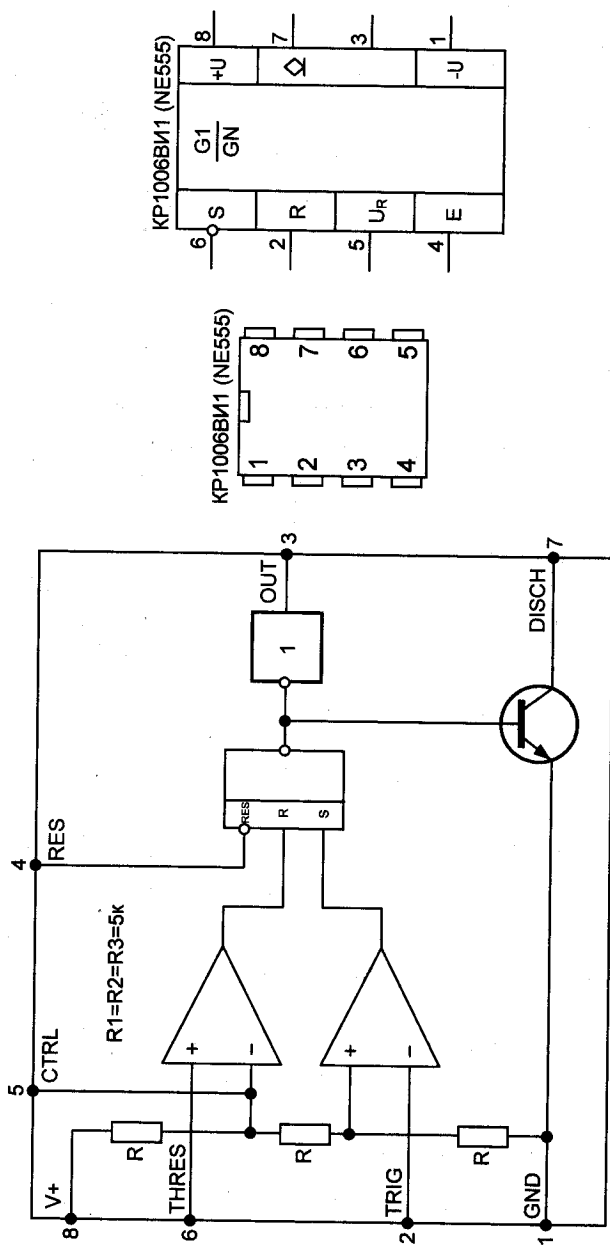 КР1006ВИ1 (NE555)
6
S
G1
GN
+U
8
2
R
7
5
UR
3
4
E
-U
1
КР1006ВИ1 (NE555)
1
8
2
7
3
6
4
5
5
CTRL
4
RES
R1=R2=R3=5к
8
V+
R
6
THRES
+
-
RES
R
S
1
OUT
3
R
+
-
2
TRIG
R
1
GND
DISCH
7